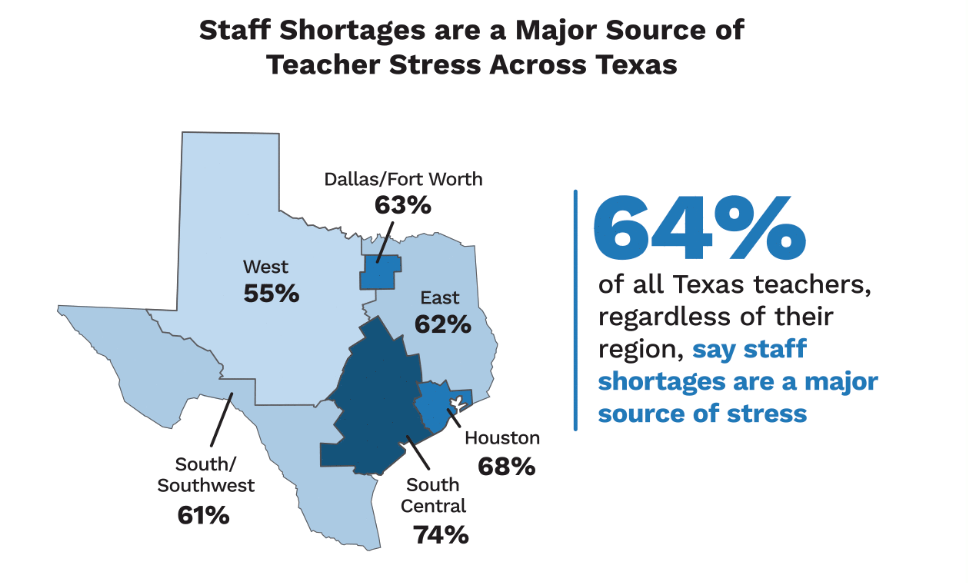 Staff Shortages are a Major Source of
Teacher Stress Across Texas
Dallas/Fort Worth
63%
West
55%
East
62%
Houston
68%
South
Central
74%
South/
Southwest
61%
64%
of all Texas teachers,
regardless of their
region, say staff
shortages are a major
source of stress